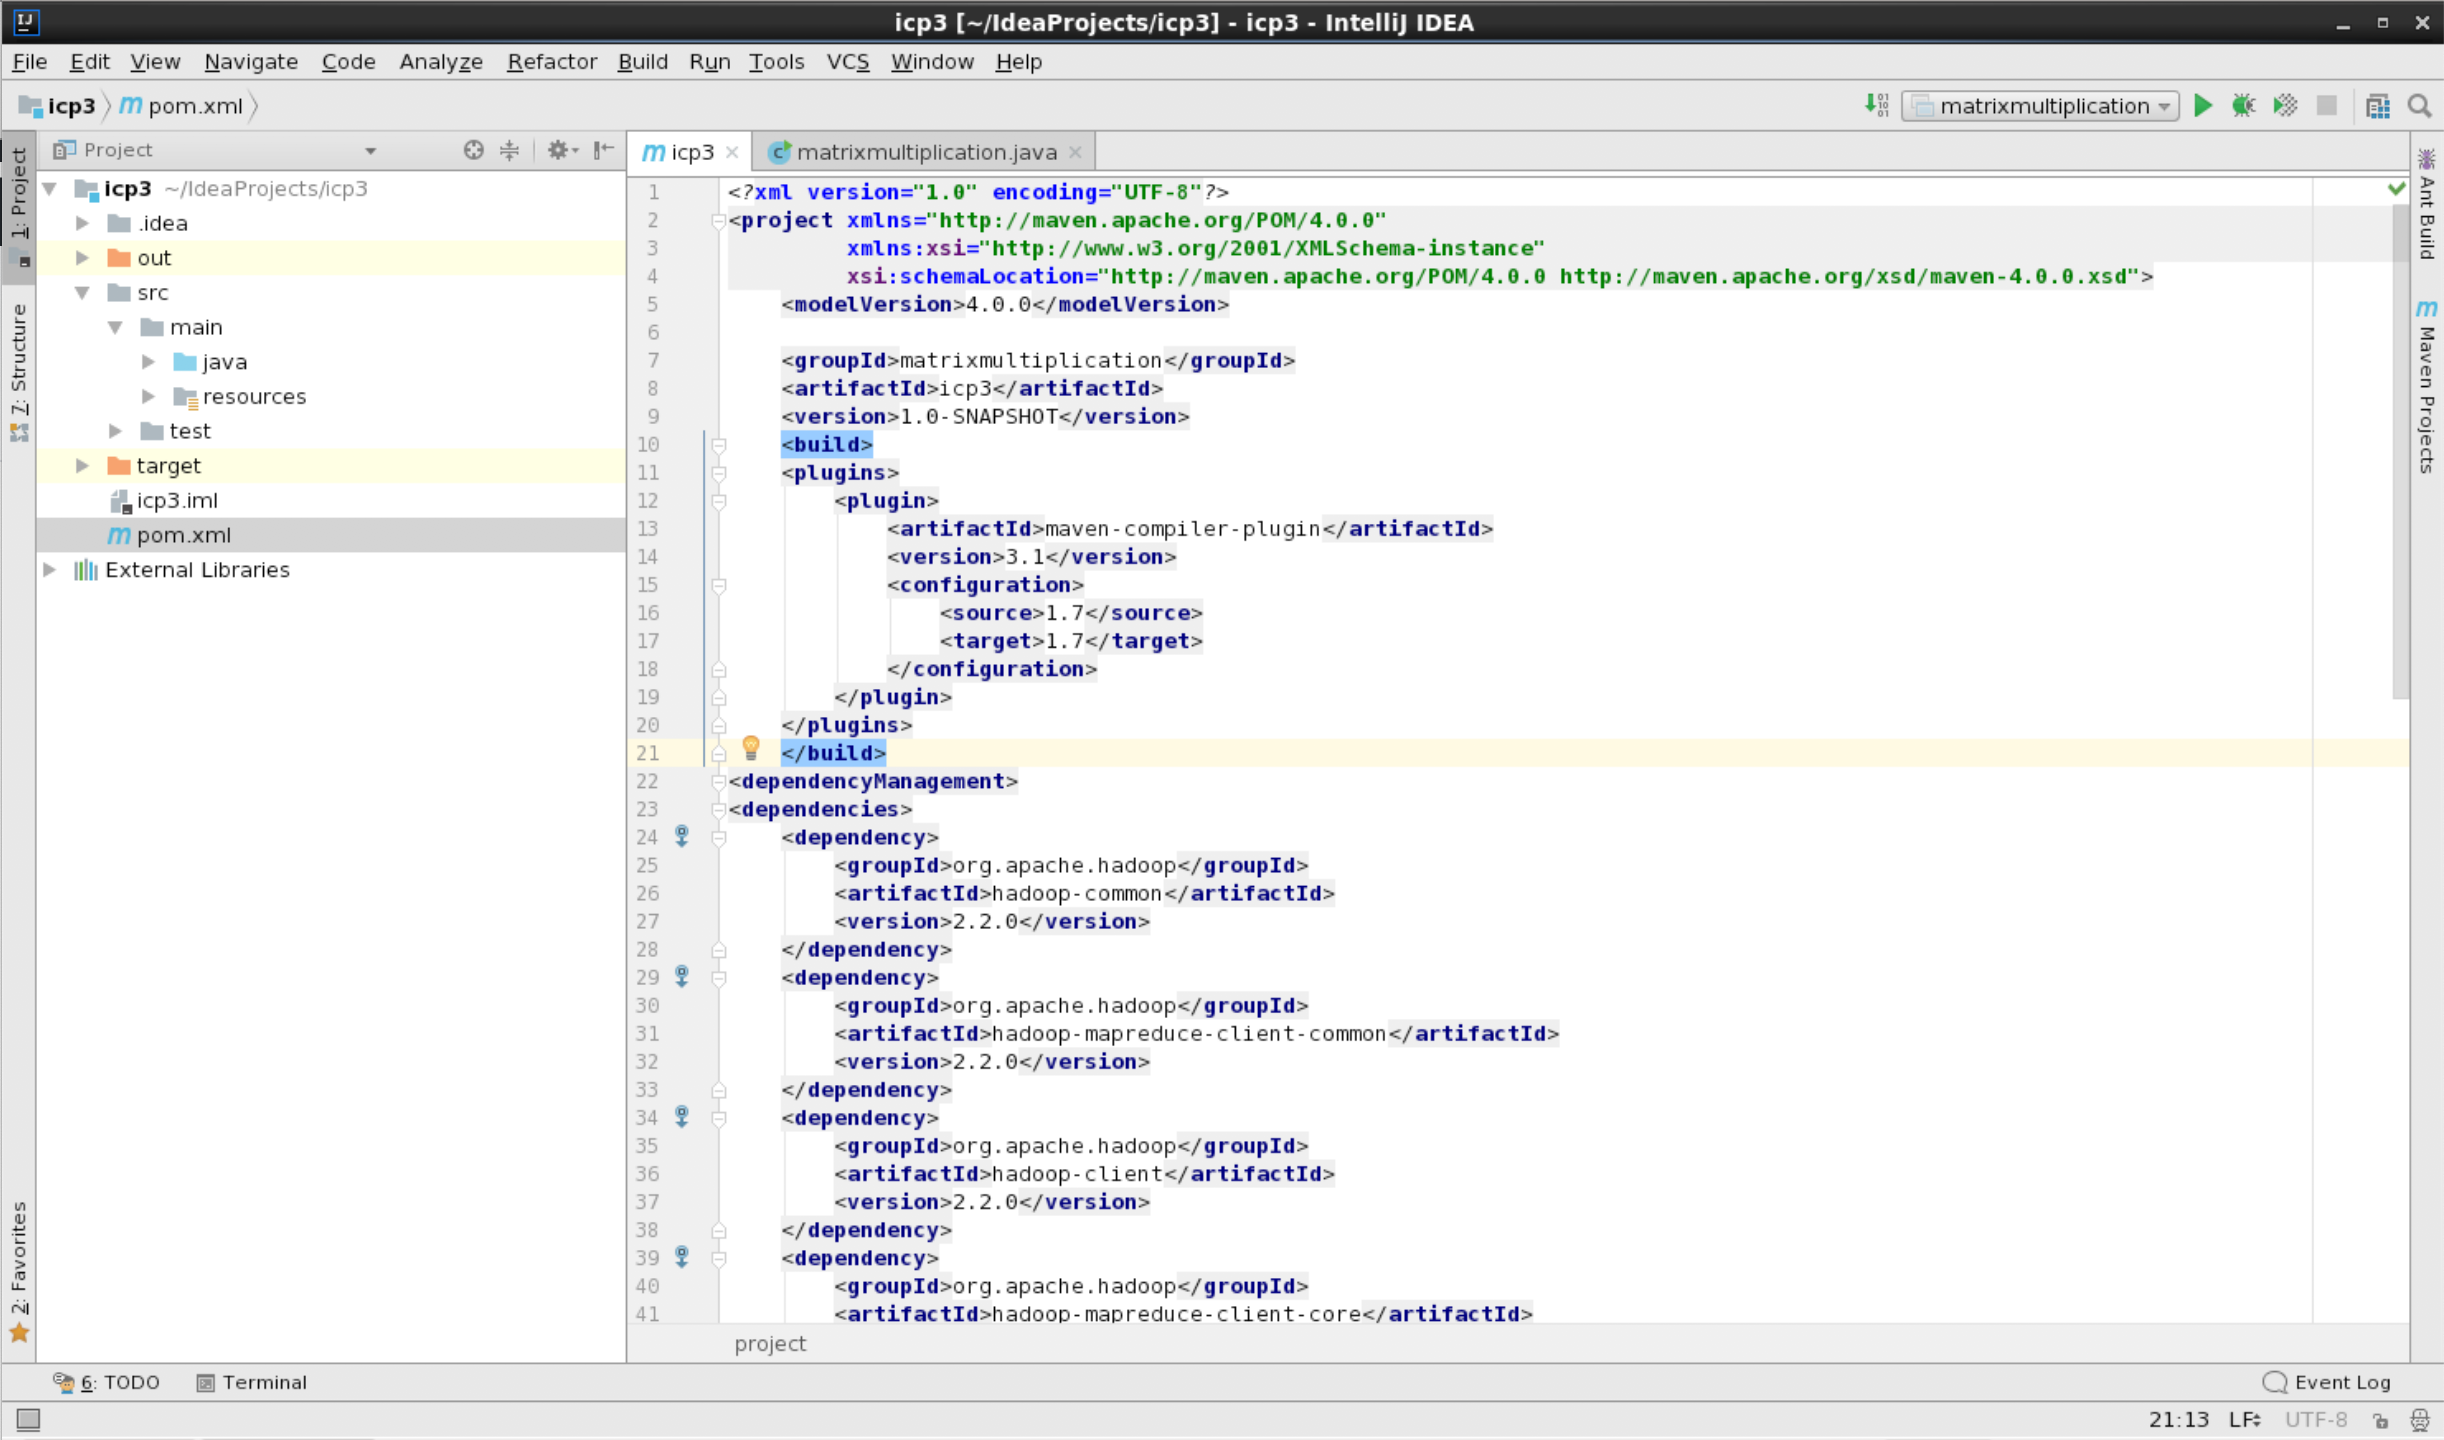 icp3 [~/IdeaProjects/icp3] - icp3 - IntelliJ IDEA
File Edit View Navigate Code Analyze Refactor Build Run Tools VCS Window Help
icp3 pom.xml
matrixmultiplication
Project
icp3 ~/IdeaProjects/icp3
.idea
out
src
main
java
resources
test
target
icp3.iml
pom.xml
External Libraries
1: Project
7: Structure
2: Favorites
icp3
matrixmultiplication.java
1 <?xml version="1.0" encoding="UTF-8"?>
2 <project xmlns="http://maven.apache.org/POM/4.0.0"
3 xmlns:xsi="http://www.w3.org/2001/XMLSchema-instance"
4 xsi:schemaLocation="http://maven.apache.org/POM/4.0.0 http://maven.apache.org/xsd/maven-4.0.0.xsd">
5 <modelVersion>4.0.0</modelVersion>
6
7 <groupId>matrixmultiplication</groupId>
8 <artifactId>icp3</artifactId>
9 <version>1.0-SNAPSHOT</version>
10 <build>
11 <plugins>
12 <plugin>
13 <artifactId>maven-compiler-plugin</artifactId>
14 <version>3.1</version>
15 <configuration>
16 <source>1.7</source>
17 <target>1.7</target>
18 </configuration>
19 </plugin>
20 </plugins>
21 </build>
22 <dependencyManagement>
23 <dependencies>
24 <dependency>
25 <groupId>org.apache.hadoop</groupId>
26 <artifactId>hadoop-common</artifactId>
27 <version>2.2.0</version>
28 </dependency>
29 <dependency>
30 <groupId>org.apache.hadoop</groupId>
31 <artifactId>hadoop-mapreduce-client-common</artifactId>
32 <version>2.2.0</version>
33 </dependency>
34 <dependency>
35 <groupId>org.apache.hadoop</groupId>
36 <artifactId>hadoop-client</artifactId>
37 <version>2.2.0</version>
38 </dependency>
39 <dependency>
40 <groupId>org.apache.hadoop</groupId>
41 <artifactId>hadoop-mapreduce-client-core</artifactId>
project
Ant Build
Maven Projects
6: TODO Terminal Event Log
21:13 LF UTF-8